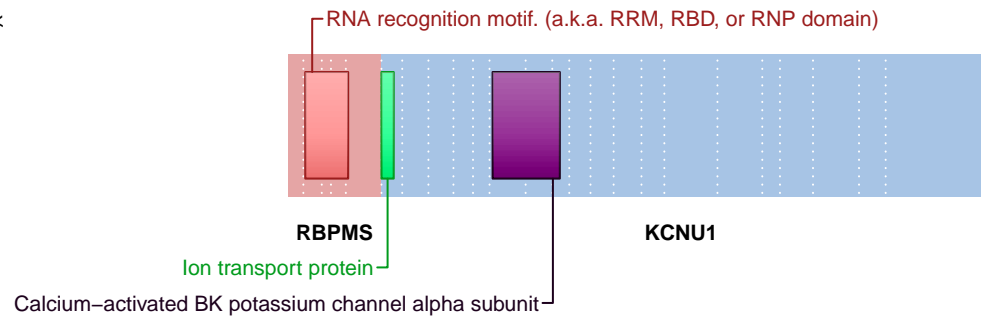 RNA recognition motif. (a.k.a. RRM, RBD, or RNP domain)
RBPMS
KCNU1
Ion transport protein
Calcium−activated BK potassium channel alpha subunit